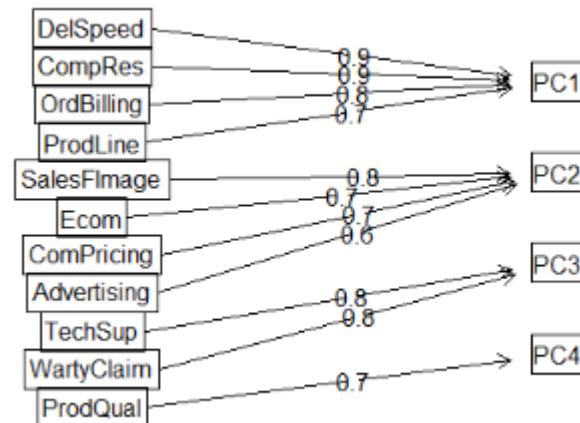 DelSpeed
CompRes
OrdBilling
ProdLine
SalesFImage
Ecom
ComPricing
Advertising
TechSup
WartyClaim
ProdQual
0.9
0.9
0.8
0.7
0.8
0.7
0.7
0.6
0.8
0.8
0.7
PC1
PC2
PC3
PC4